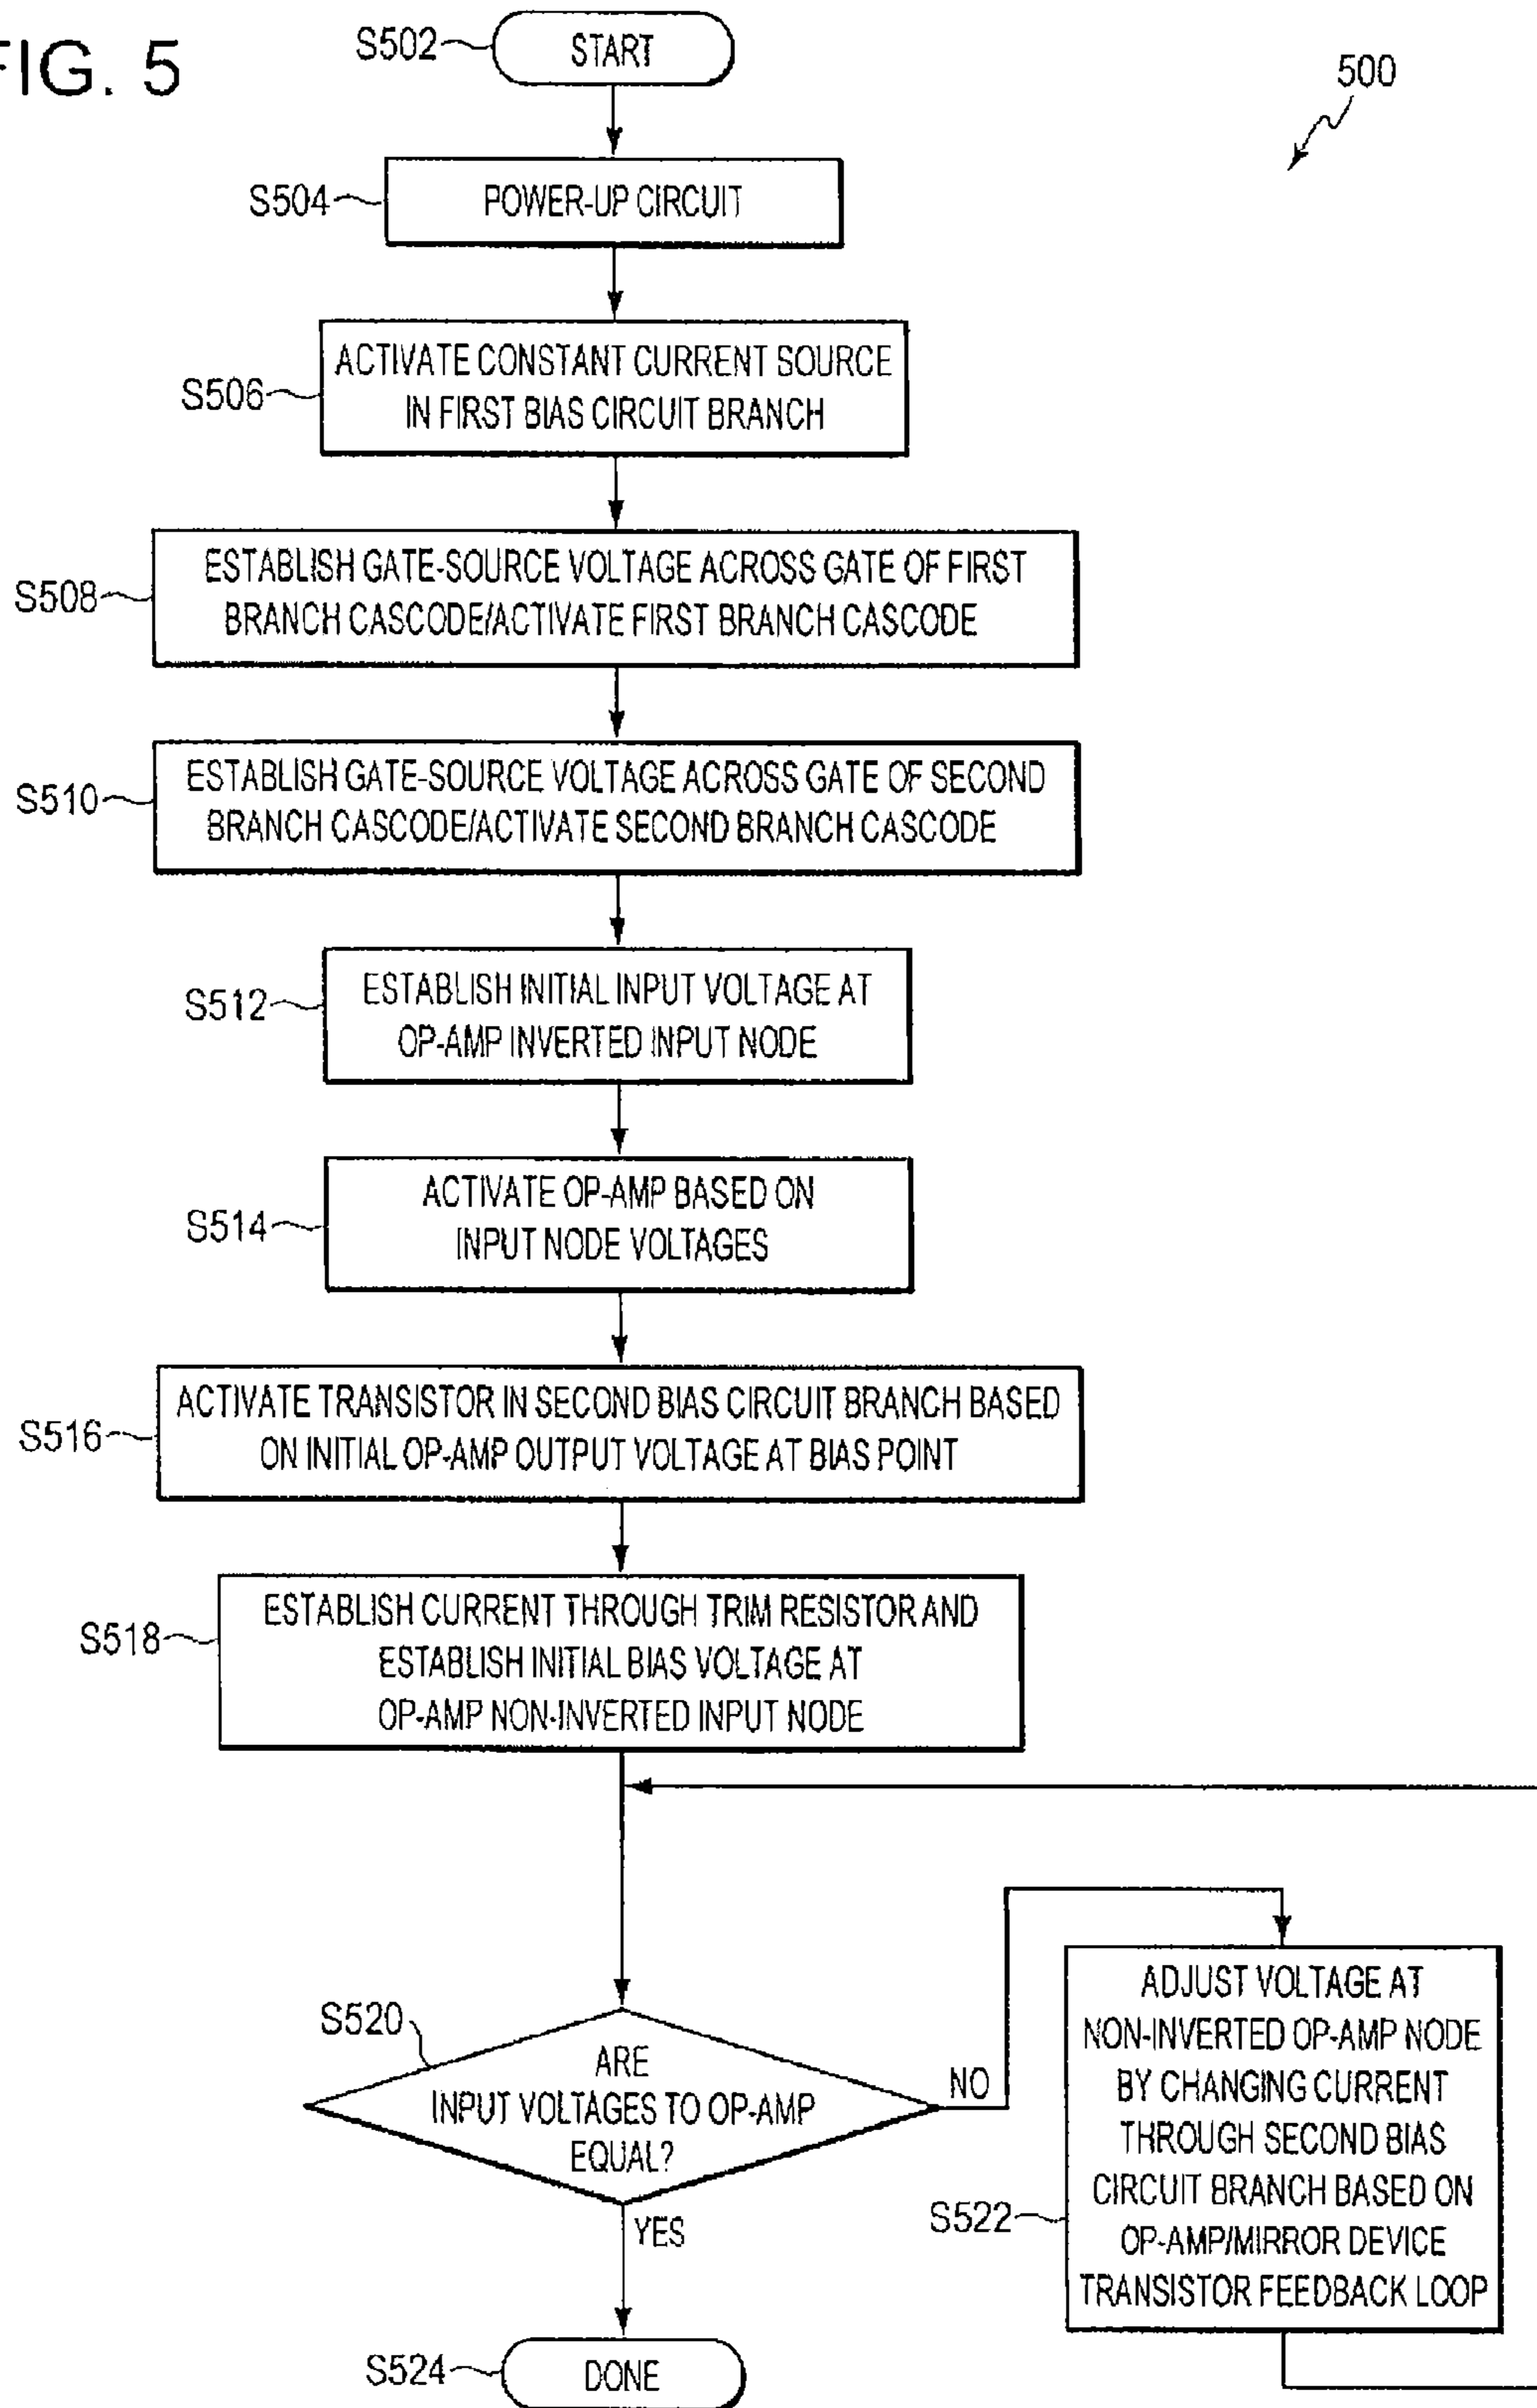 FIG. 5
S502
START
500
S504
POWER-UP CIRCUIT
S506
ACTIVATE CONSTANT CURRENT SOURCE
IN FIRST BIAS CIRCUIT BRANCH
S508
ESTABLISH GATE-SOURCE VOLTAGE ACROSS GATE OF FIRST
BRANCH CASCODE/ACTIVATE FIRST BRANCH CASCODE
S510
ESTABLISH GATE-SOURCE VOLTAGE ACROSS GATE OF SECOND
BRANCH CASCODE/ACTIVATE SECOND BRANCH CASCODE
S512
ESTABLISH INITIAL INPUT VOLTAGE AT
OP-AMP INVERTED INPUT NODE
S514
ACTIVATE OP-AMP BASED ON
INPUT NODE VOLTAGES
S516
ACTIVATE TRANSISTOR IN SECOND BIAS CIRCUIT BRANCH BASED
ON INITIAL OP-AMP OUTPUT VOLTAGE AT BIAS POINT
S518
ESTABLISH CURRENT THROUGH TRIM RESISTOR AND
ESTABLISH INITIAL BIAS VOLTAGE AT
OP-AMP NON-INVERTED INPUT NODE
S520
ARE
INPUT VOLTAGES TO OP-AMP
EQUAL?
NO
YES
S522
ADJUST VOLTAGE AT
NON-INVERTED OP-AMP NODE
BY CHANGING CURRENT
THROUGH SECOND BIAS
CIRCUIT BRANCH BASED ON
OP-AMP/MIRROR DEVICE
TRANSISTOR FEEDBACK LOOP
S524
DONE